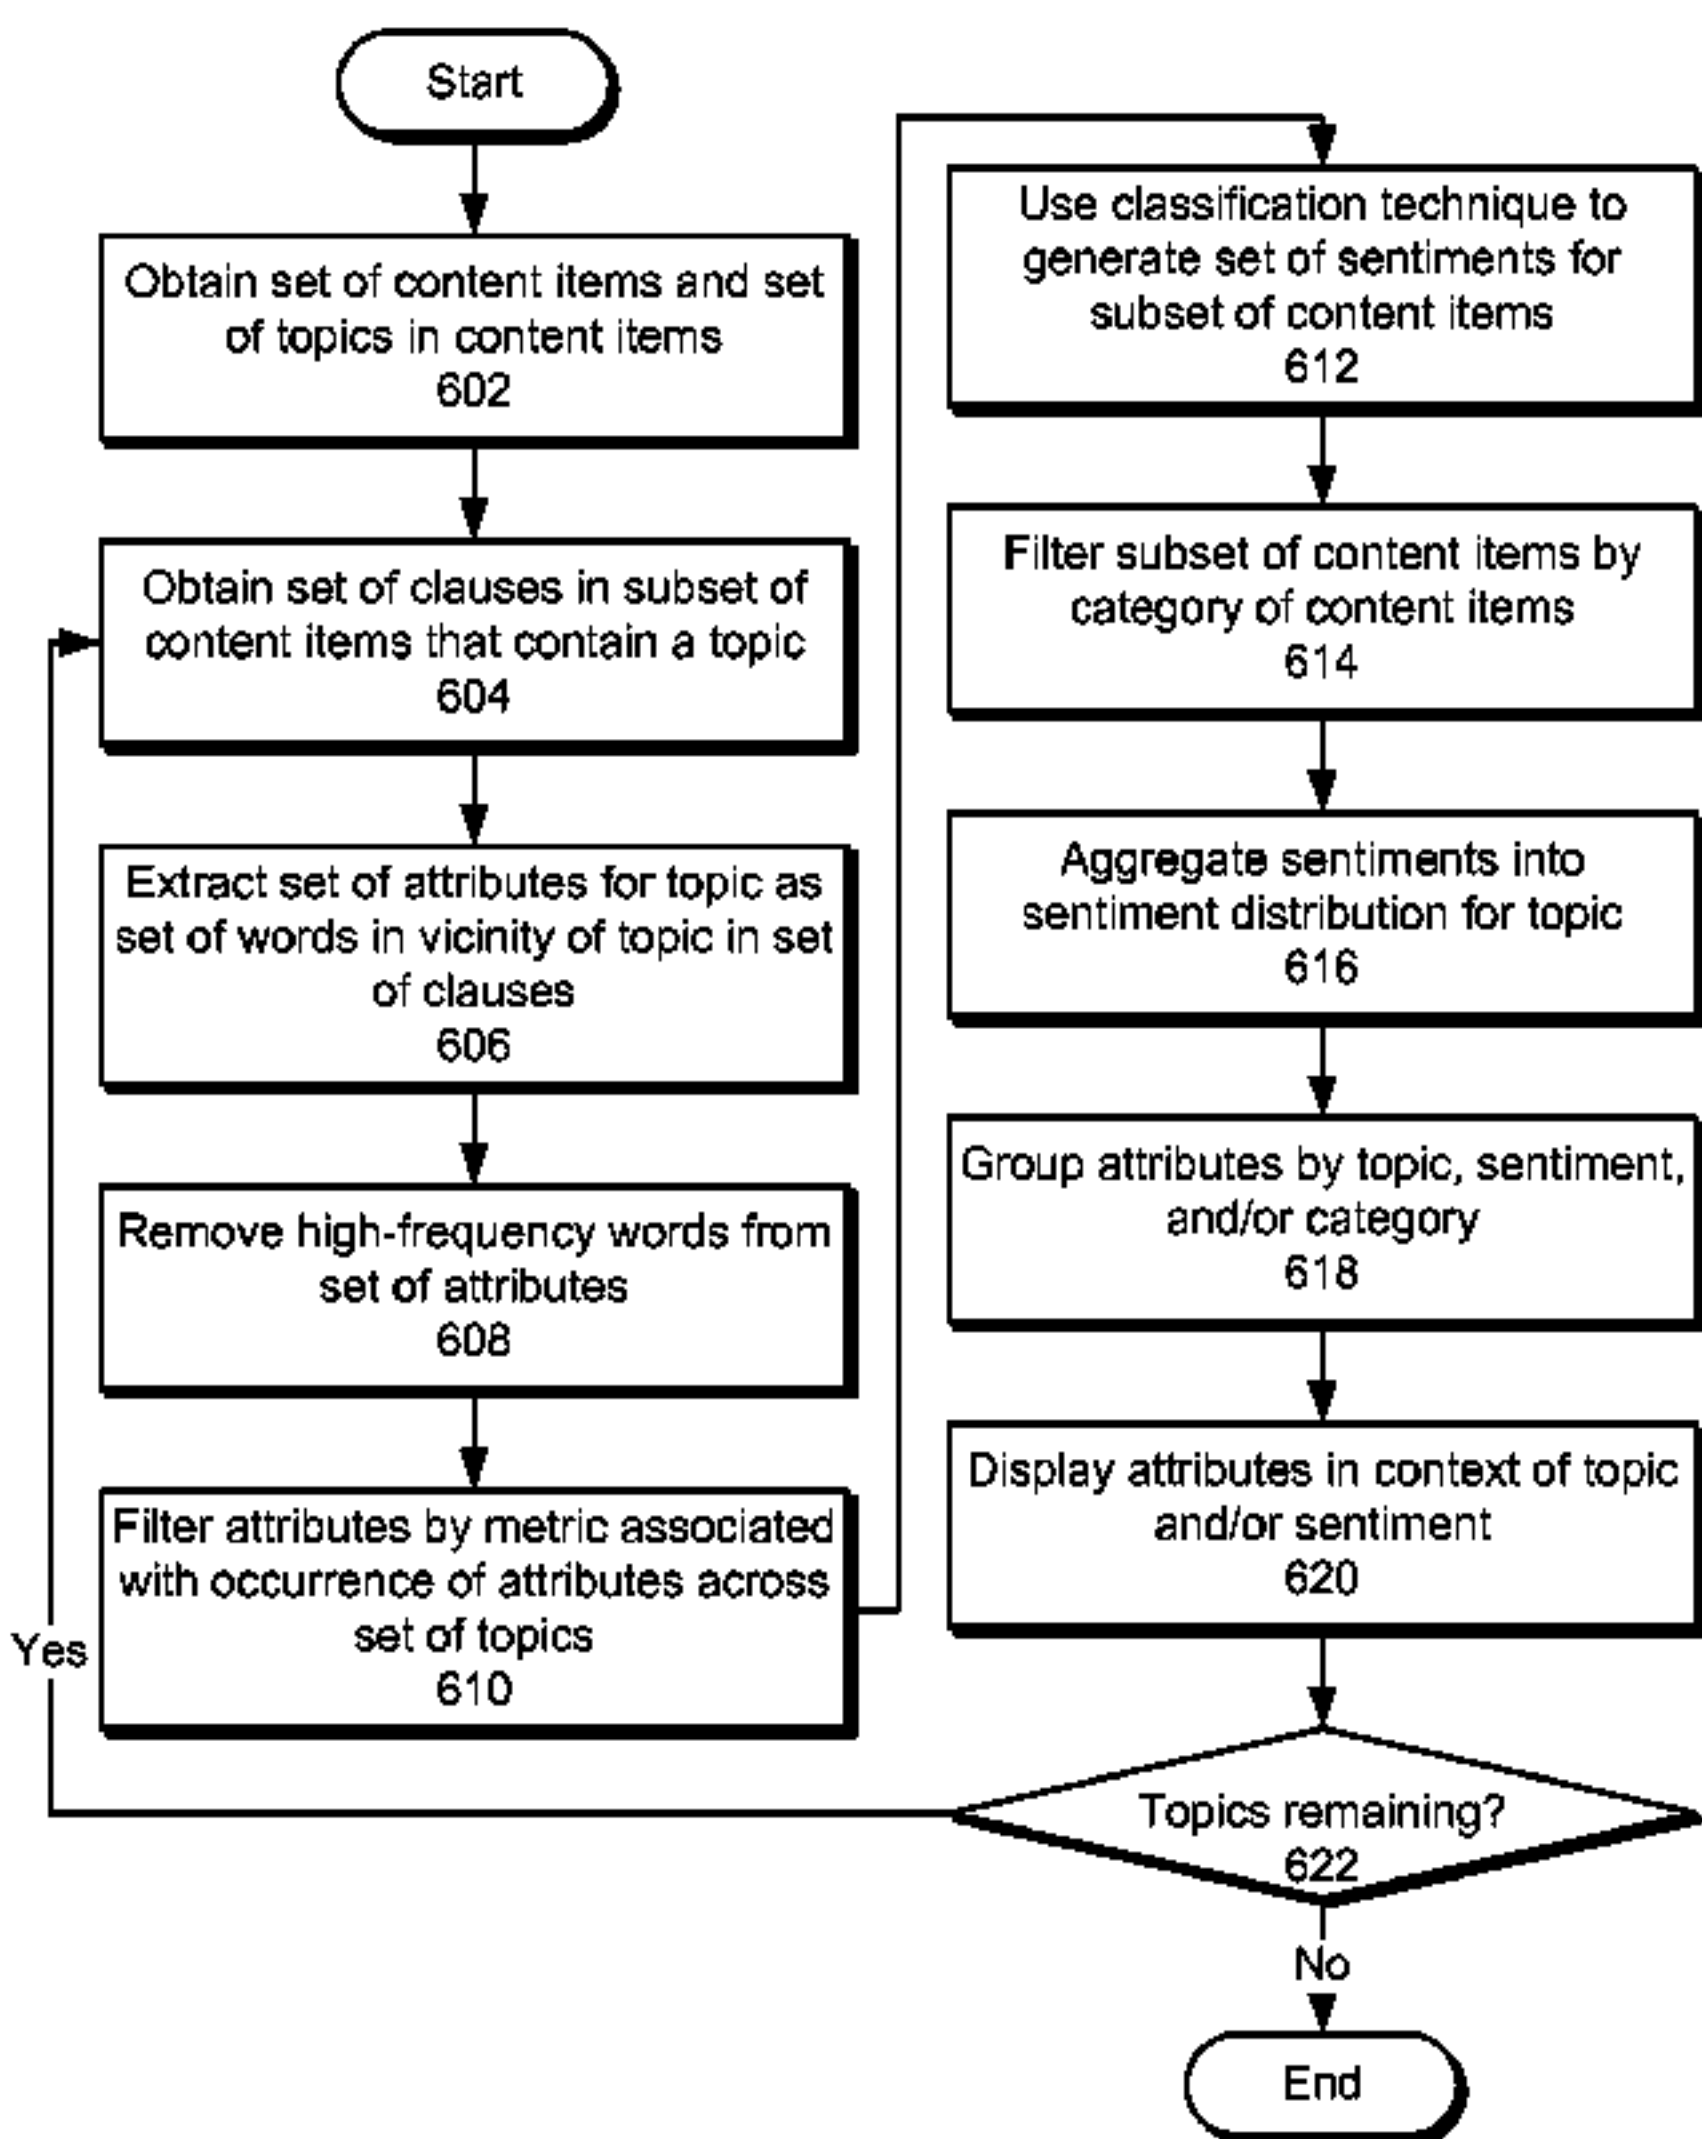 Start
Obtain set of content items and set
of topics in content items
602
Obtain set of clauses in subset of
content items that contain a topic
604
Extract set of attributes for topic as
set of words in vicinity of topic in set
of clauses
606
Remove high-frequency words from
set of attributes
608
Filter attributes by metric associated
with occurrence of attributes across
set of topics
610
Yes
Use classification technique to
generate set of sentiments for
subset of content items
612
Filter subset of content items by
category of content items
614
Aggregate sentiments into
sentiment distribution for topic
616
Group attributes by topic, sentiment,
and/or category
618
Display attributes in context of topic
and/or sentiment
620
Topics remaining?
622
No
End